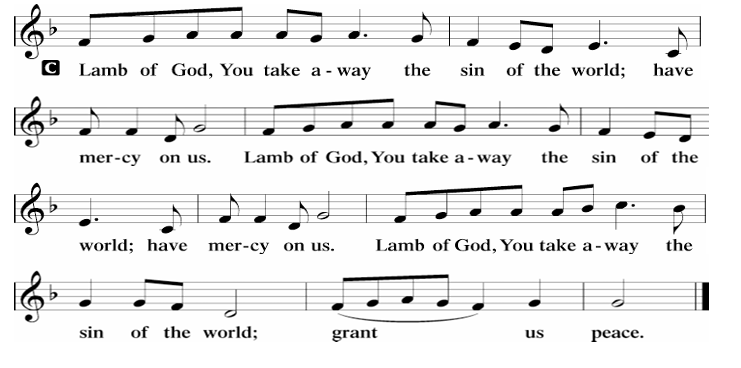 C Lamb of God, You take a - way the sin of the world; have
mer-cy on us. Lamb of God, You take a - way the sin of the
world; have mer-cy on us. Lamb of God, You take a - way the
sin of the world; grant us peace.